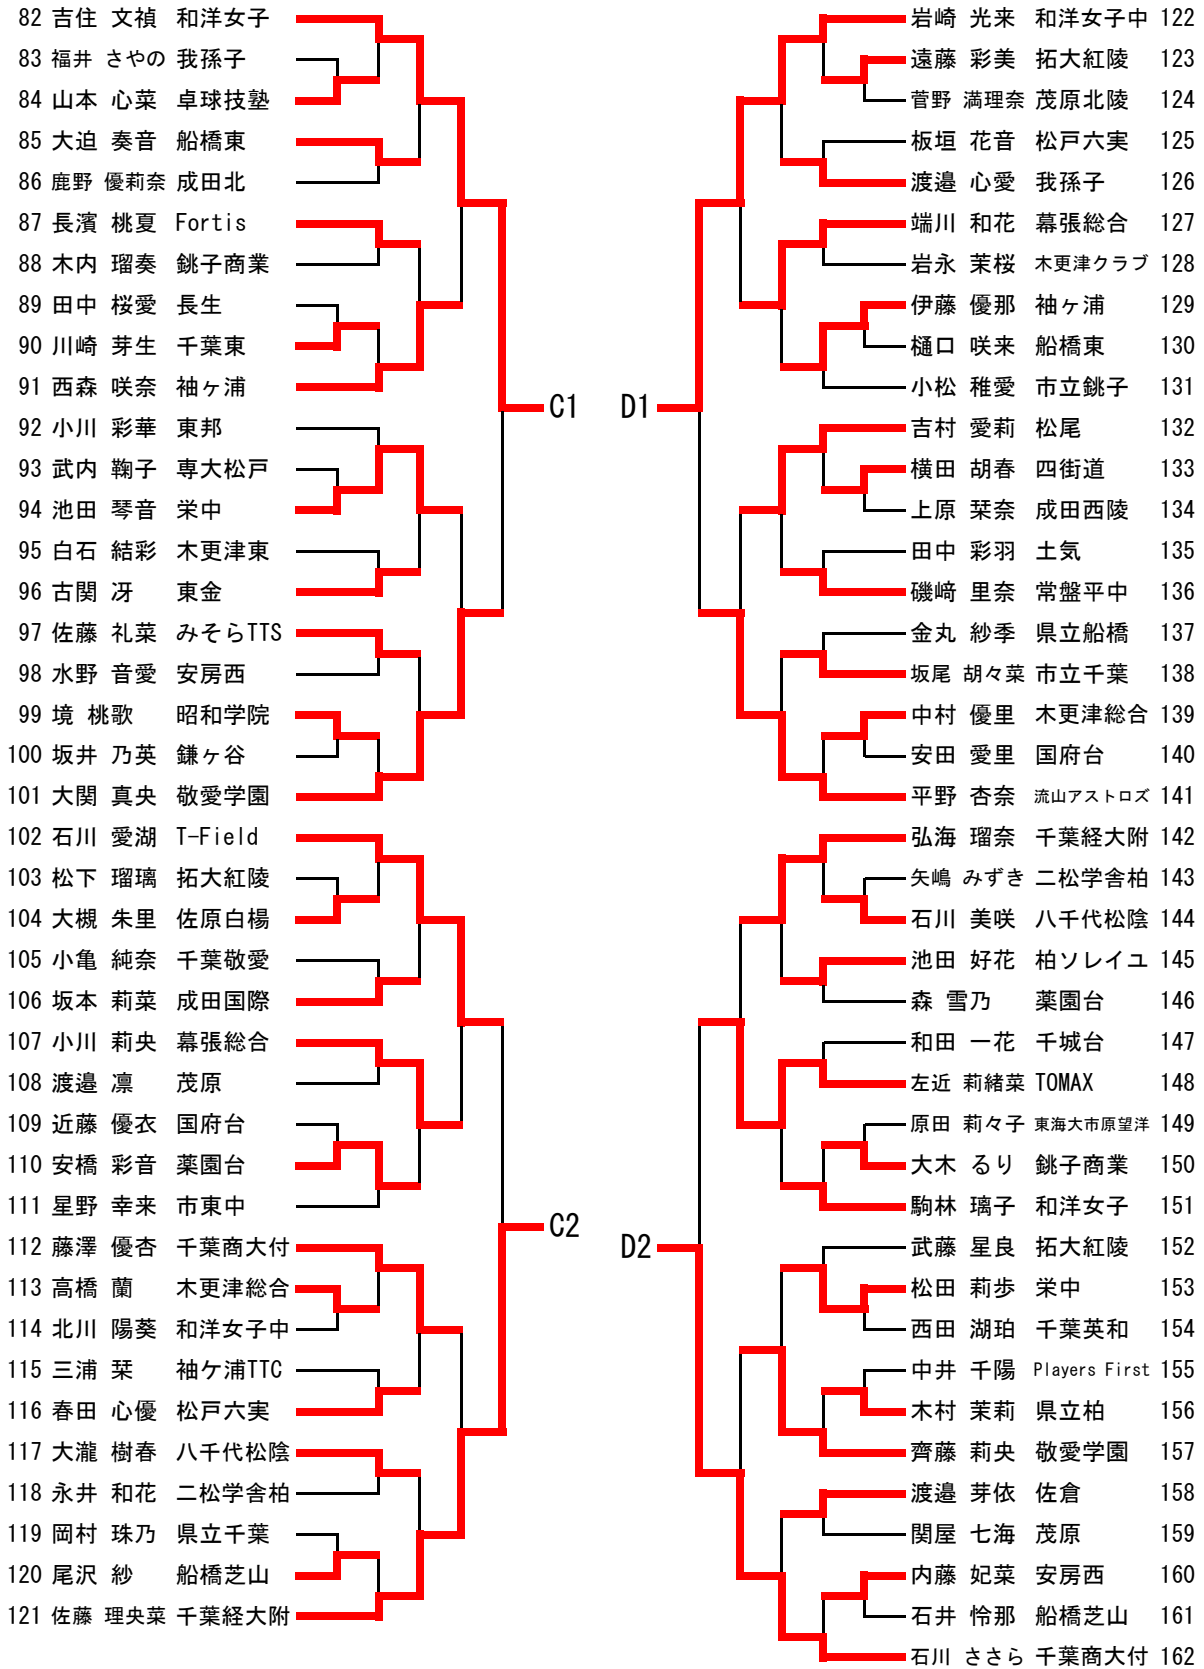 82 吉住 文禎 和洋女子
83 福井 さやの 我孫子
84 山本 心菜 卓球技塾
85 大迫 奏音 船橋東
86 鹿野 優莉奈 成田北
87 長濱 桃夏 Fortis
88 木内 瑠奏 銚子商業
89 田中 桜愛 長生
90 川崎 芽生 千葉東
91 西森 咲奈 袖ヶ浦
92 小川 彩華 東邦
93 武内 鞠子 専大松戸
94 池田 琴音 栄中
95 白石 結彩 木更津東
96 古関 冴 東金
97 佐藤 礼菜 みそらTTS
98 水野 音愛 安房西
99 境 桃歌 昭和学院
100 坂井 乃英 鎌ヶ谷
101 大関 真央 敬愛学園
102 石川 愛湖 T-Field
103 松下 瑠璃 拓大紅陵
104 大槻 朱里 佐原白楊
105 小亀 純奈 千葉敬愛
106 坂本 莉菜 成田国際
107 小川 莉央 幕張総合
108 渡邉 凛 茂原
109 近藤 優衣 国府台
110 安橋 彩音 薬園台
111 星野 幸来 市東中
112 藤澤 優杏 千葉商大付
113 高橋 蘭 木更津総合
114 北川 陽葵 和洋女子中
115 三浦 栞 袖ケ浦TTC
116 春田 心優 松戸六実
117 大瀧 樹春 八千代松陰
118 永井 和花 二松学舎柏
119 岡村 珠乃 県立千葉
120 尾沢 紗 船橋芝山
121 佐藤 理央菜 千葉経大附
C1
C2
D1
D2
岩崎 光来 和洋女子中 122
遠藤 彩美 拓大紅陵 123
菅野 満理奈 茂原北陵 124
板垣 花音 松戸六実 125
渡邉 心愛 我孫子 126
端川 和花 幕張総合 127
岩永 茉桜 木更津クラブ 128
伊藤 優那 袖ヶ浦 129
樋口 咲来 船橋東 130
小松 稚愛 市立銚子 131
吉村 愛莉 松尾 132
横田 胡春 四街道 133
上原 栞奈 成田西陵 134
田中 彩羽 土気 135
磯﨑 里奈 常盤平中 136
金丸 紗季 県立船橋 137
坂尾 胡々菜 市立千葉 138
中村 優里 木更津総合 139
安田 愛里 国府台 140
平野 杏奈 流山アストロズ 141
弘海 瑠奈 千葉経大附 142
矢嶋 みずき 二松学舎柏 143
石川 美咲 八千代松陰 144
池田 好花 柏ソレイユ 145
森 雪乃 薬園台 146
和田 一花 千城台 147
左近 莉緒菜 TOMAX 148
原田 莉々子 東海大市原望洋 149
大木 るり 銚子商業 150
駒林 璃子 和洋女子 151
武藤 星良 拓大紅陵 152
松田 莉歩 栄中 153
西田 湖珀 千葉英和 154
中井 千陽 Players First 155
木村 茉莉 県立柏 156
齊藤 莉央 敬愛学園 157
渡邉 芽依 佐倉 158
関屋 七海 茂原 159
内藤 妃菜 安房西 160
石井 怜那 船橋芝山 161
石川 ささら 千葉商大付 162